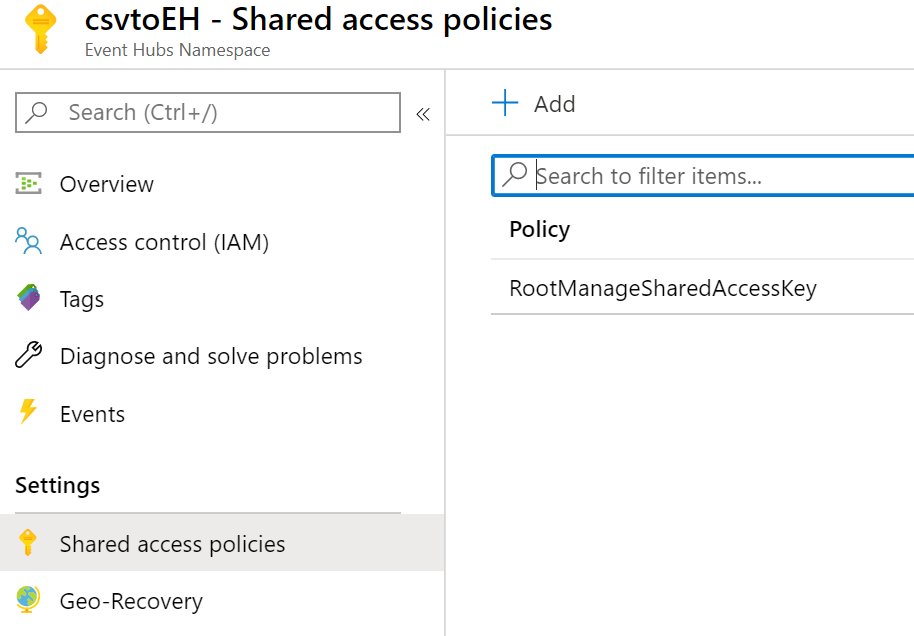 csvtoEH - Shared access policies
Event Hubs Namespace
Search (Ctrl+/)
«
Overview
Access control (IAM)
Tags
Diagnose and solve problems
Events
Settings
Shared access policies
Geo-Recovery
Add
Search to filter items...
Policy
RootManageSharedAccessKey